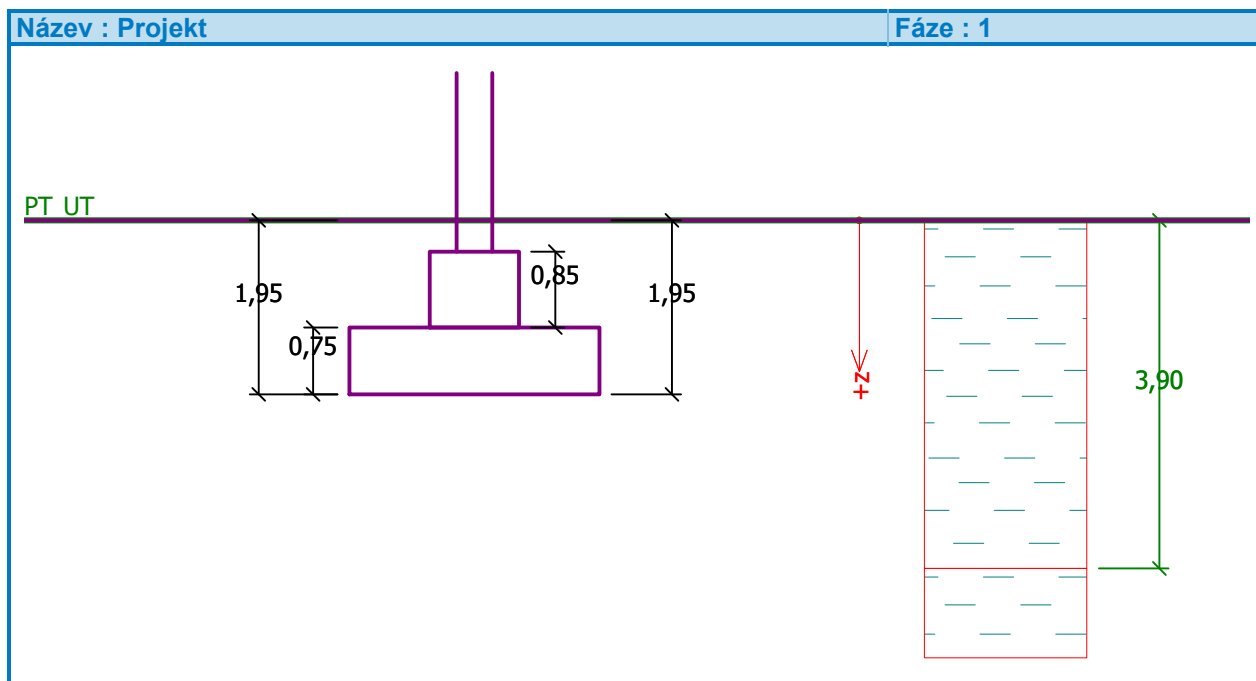 Název : Projekt
Fáze : 1
PT UT
0,85
1,95
1,95
0,75
+z
3,90